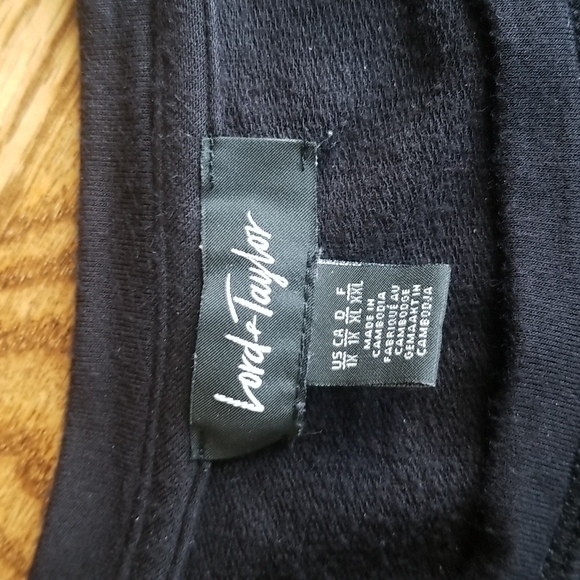 Lord + Taylor
US CA D F
1X 1X XL XXL
MADE IN
CAMBODIA
FABRIQUÉ AU
CAMBODGE
GEMAAKT IN
CAMBODJA